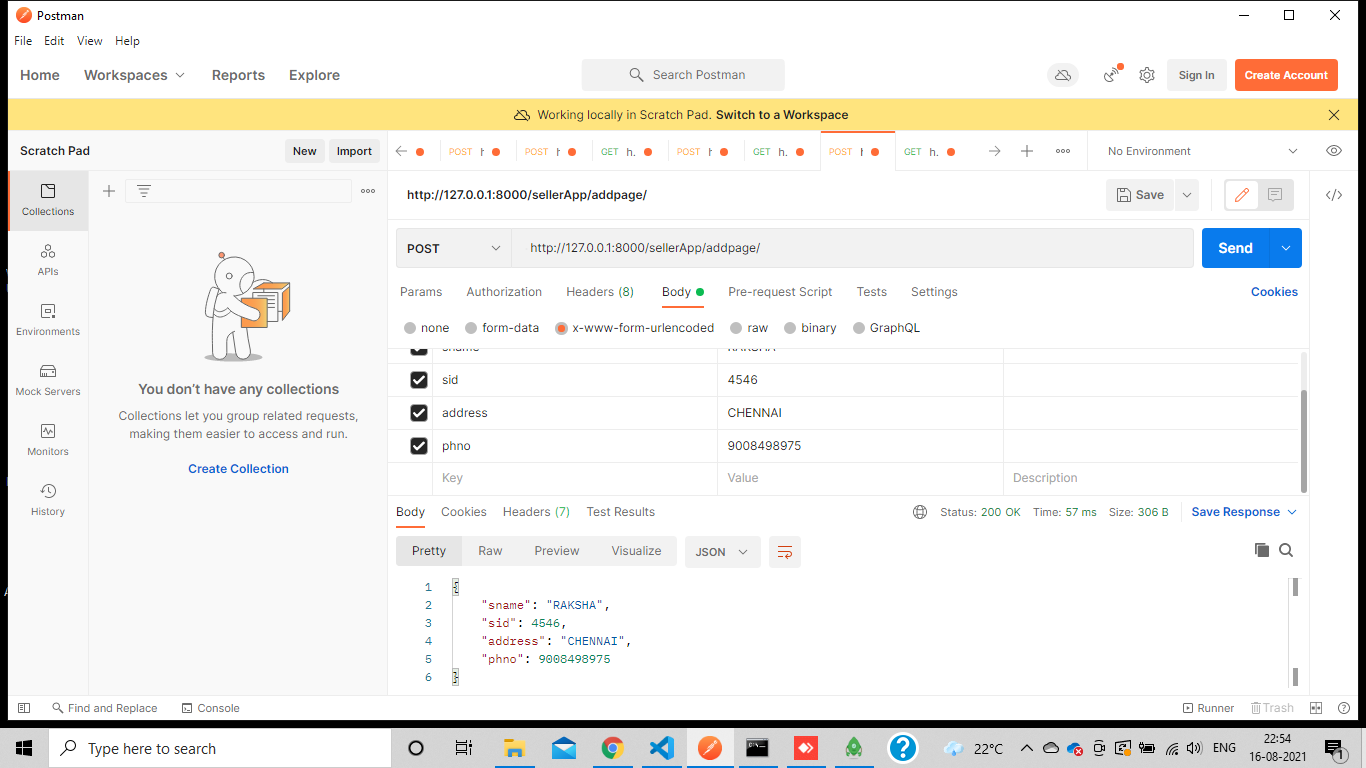 Postman
File Edit View Help
Home Workspaces Reports Explore Search Postman Sign In Create Account
Working locally in Scratch Pad. Switch to a Workspace
Scratch Pad New Import POST POST GET h. POST GET h. POST GET h. No Environment
http://127.0.0.1:8000/sellerApp/addpage/ Save
Collections
APIs
Environments
Mock Servers
Monitors
History
You don't have any collections
Collections let you group related requests,
making them easier to access and run.
Create Collection
POST http://127.0.0.1:8000/sellerApp/addpage/ Send
Params Authorization Headers (8) Body Pre-request Script Tests Settings Cookies
none form-data x-www-form-urlencoded raw binary GraphQL
sname RAKSHA
sid 4546
address CHENNAI
phno 9008498975
Key Value Description
Body Cookies Headers (7) Test Results Status: 200 OK Time: 57 ms Size: 306 B Save Response
Pretty Raw Preview Visualize JSON
1 {
2 "sname": "RAKSHA",
3 "sid": 4546,
4 "address": "CHENNAI",
5 "phno": 9008498975
6 }
Find and Replace Console Runner Trash
Type here to search 22°C ENG 22:54
16-08-2021 1